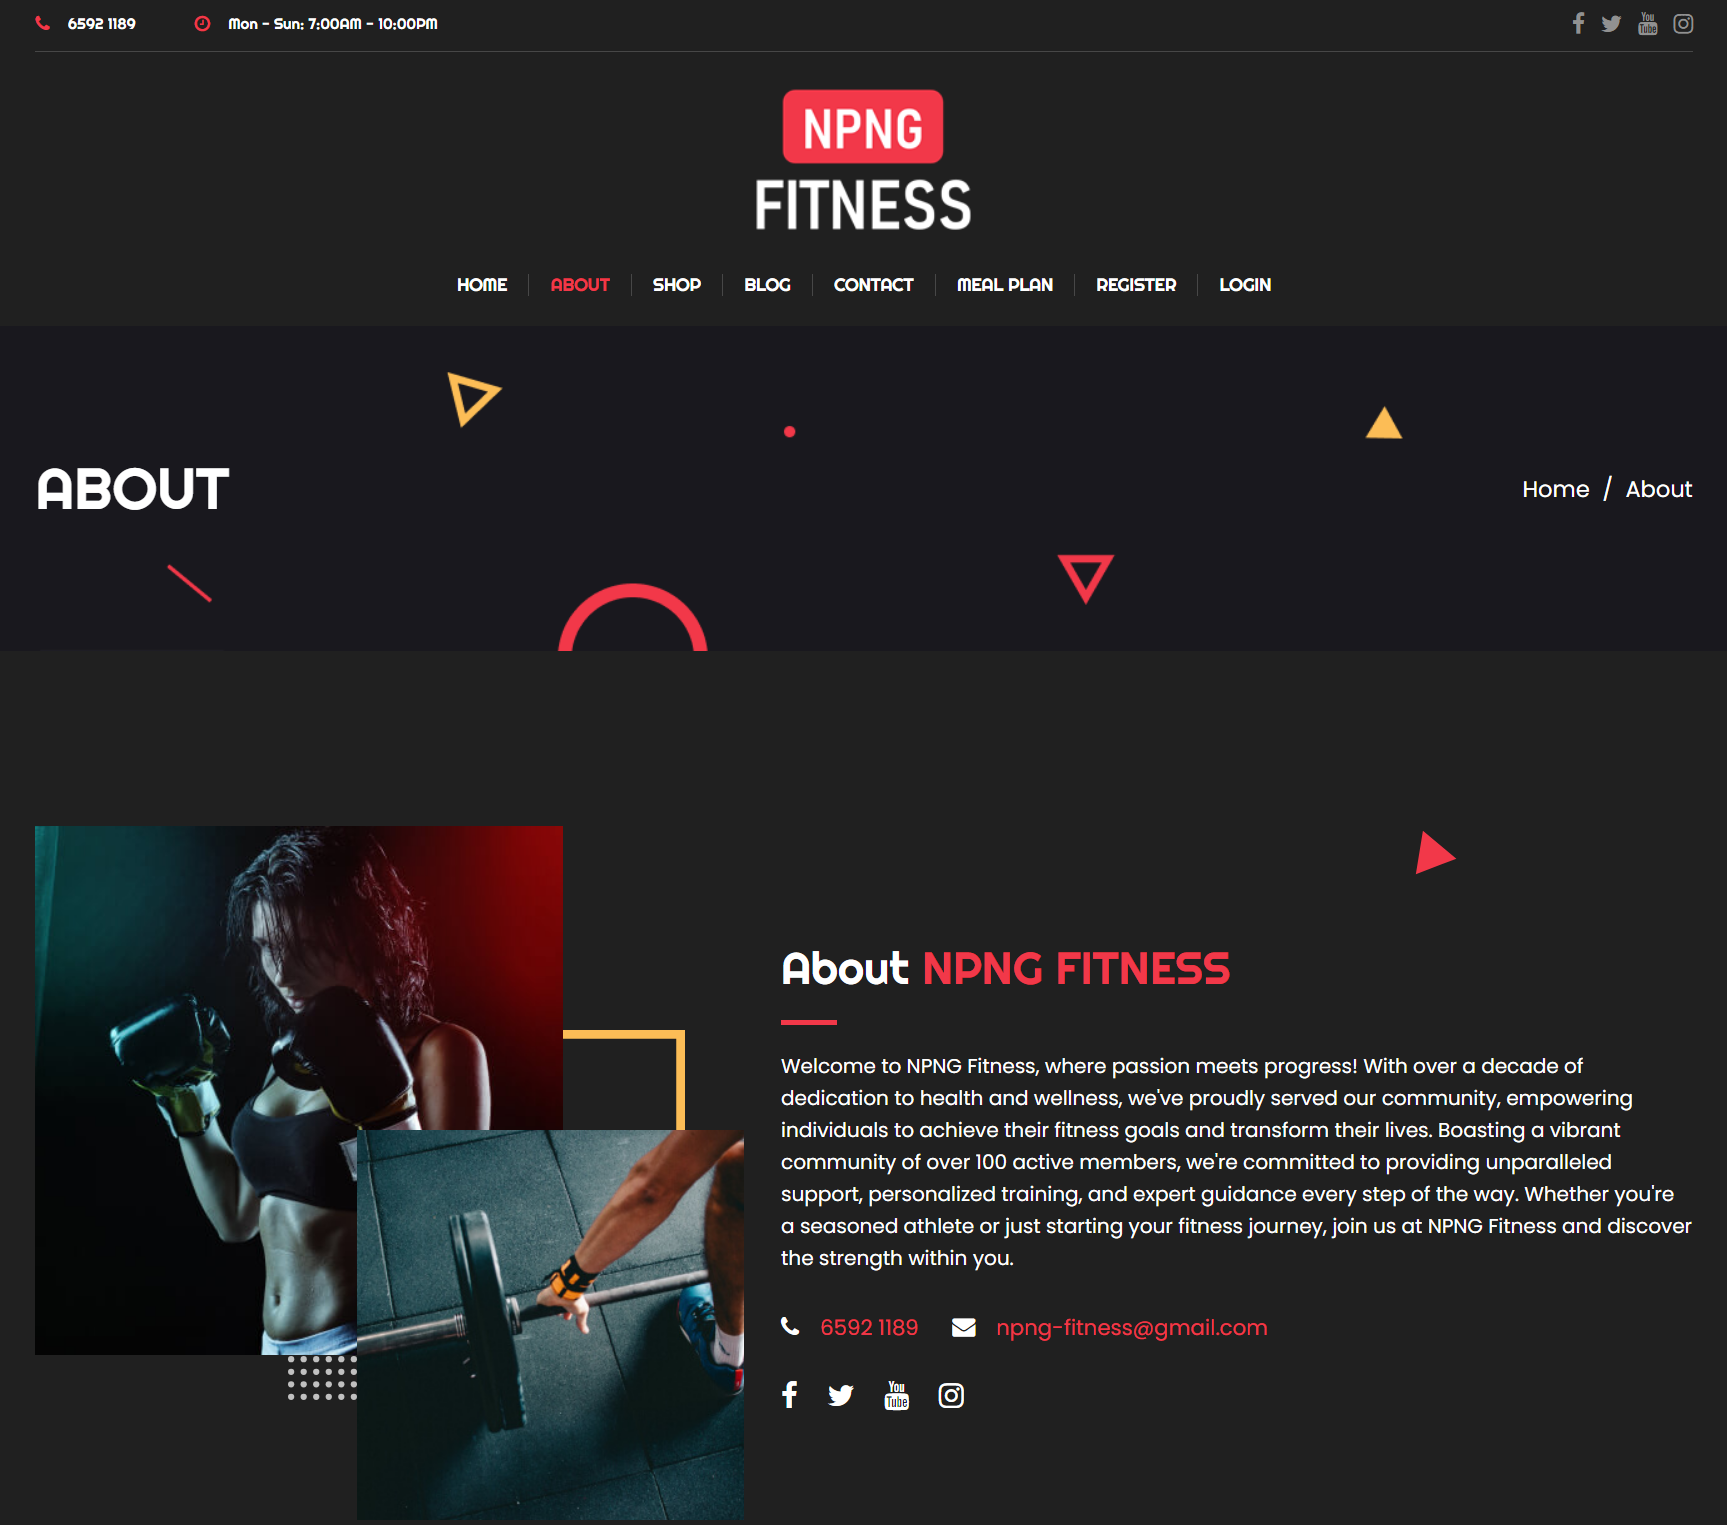 6592 1189
Mon - Sun: 7:00AM - 10:00PM
You
Tube
NPNG
FITNESS
HOME
ABOUT
SHOP
BLOG
CONTACT
MEAL PLAN
REGISTER
LOGIN
ABOUT
Home / About
About NPNG FITNESS
Welcome to NPNG Fitness, where passion meets progress! With over a decade of
dedication to health and wellness, we've proudly served our community, empowering
individuals to achieve their fitness goals and transform their lives. Boasting a vibrant
community of over 100 active members, we're committed to providing unparalleled
support, personalized training, and expert guidance every step of the way. Whether you're
a seasoned athlete or just starting your fitness journey, join us at NPNG Fitness and discover
the strength within you.
6592 1189
npng-fitness@gmail.com
You
Tube